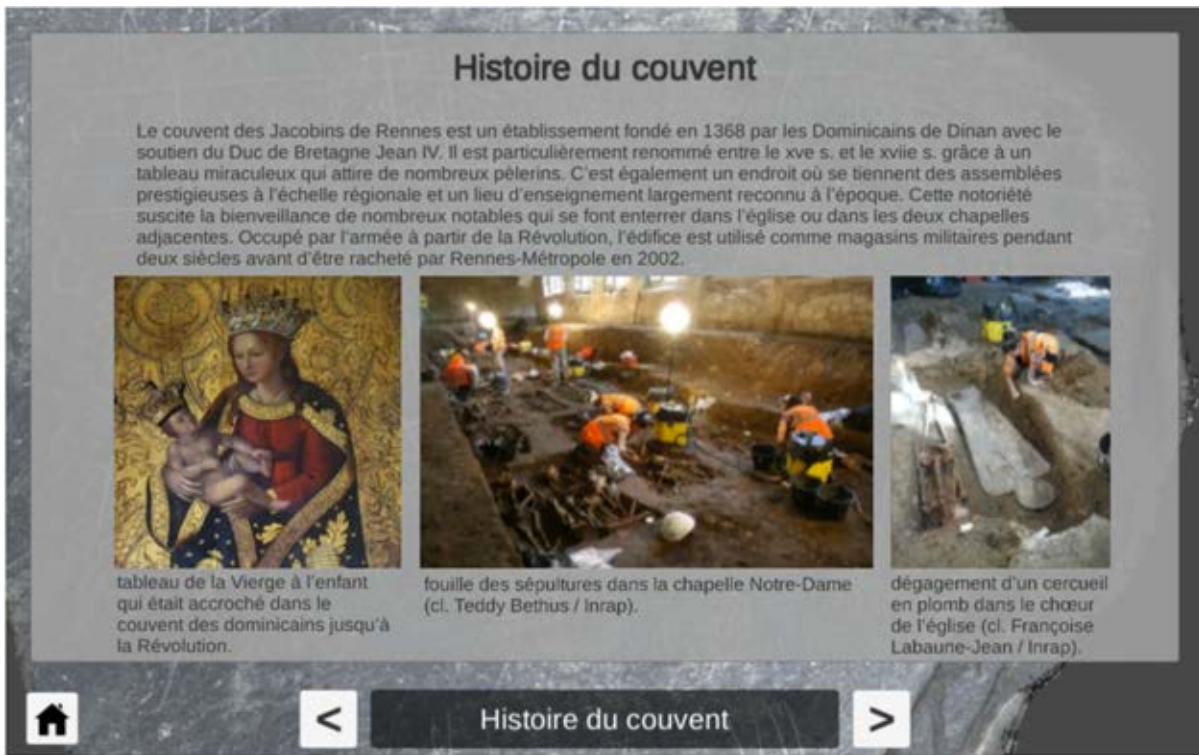 Histoire du couvent
Le couvent des Jacobins de Rennes est un établissement fondé en 1368 par les Dominicains de Dinan avec le
soutien du Duc de Bretagne Jean IV. Il est particulièrement renommé entre le xve s. et le xviie s. grâce à un
tableau miraculeux qui attire de nombreux pèlerins. C'est également un endroit où se tiennent des assemblées
prestigieuses à l'échelle régionale et un lieu d'enseignement largement reconnu à l'époque. Cette notoriété
suscite la bienveillance de nombreux notables qui se font enterrer dans l'église ou dans les deux chapelles
adjacentes. Occupé par l'armée à partir de la Révolution, l'édifice est utilisé comme magasins militaires pendant
deux siècles avant d'être racheté par Rennes-Métropole en 2002.
tableau de la Vierge à l'enfant
qui était accroché dans le
couvent des dominicains jusqu'à
la Révolution.
fouille des sépultures dans la chapelle Notre-Dame
(cl. Teddy Bethus / Inrap).
dégagement d'un cercueil
en plomb dans le chœur
de l'église (cl. Françoise
Labaune-Jean / Inrap).
< Histoire du couvent >